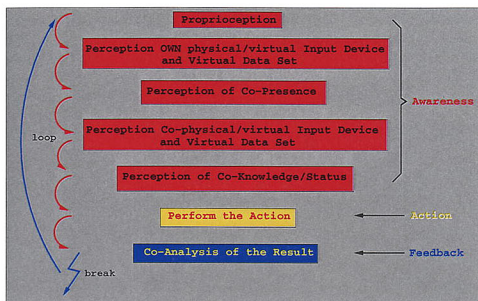 Proprioception
Perception OWN physical/virtual Input Device
and Virtual Data Set
Perception of Co-Presence
Awareness
loop
Perception Co-physical/virtual Input Device
and Virtual Data Set
Perception of Co-Knowledge/Status
Perform the Action
Action
Co-Analysis of the Result
Feedback
break